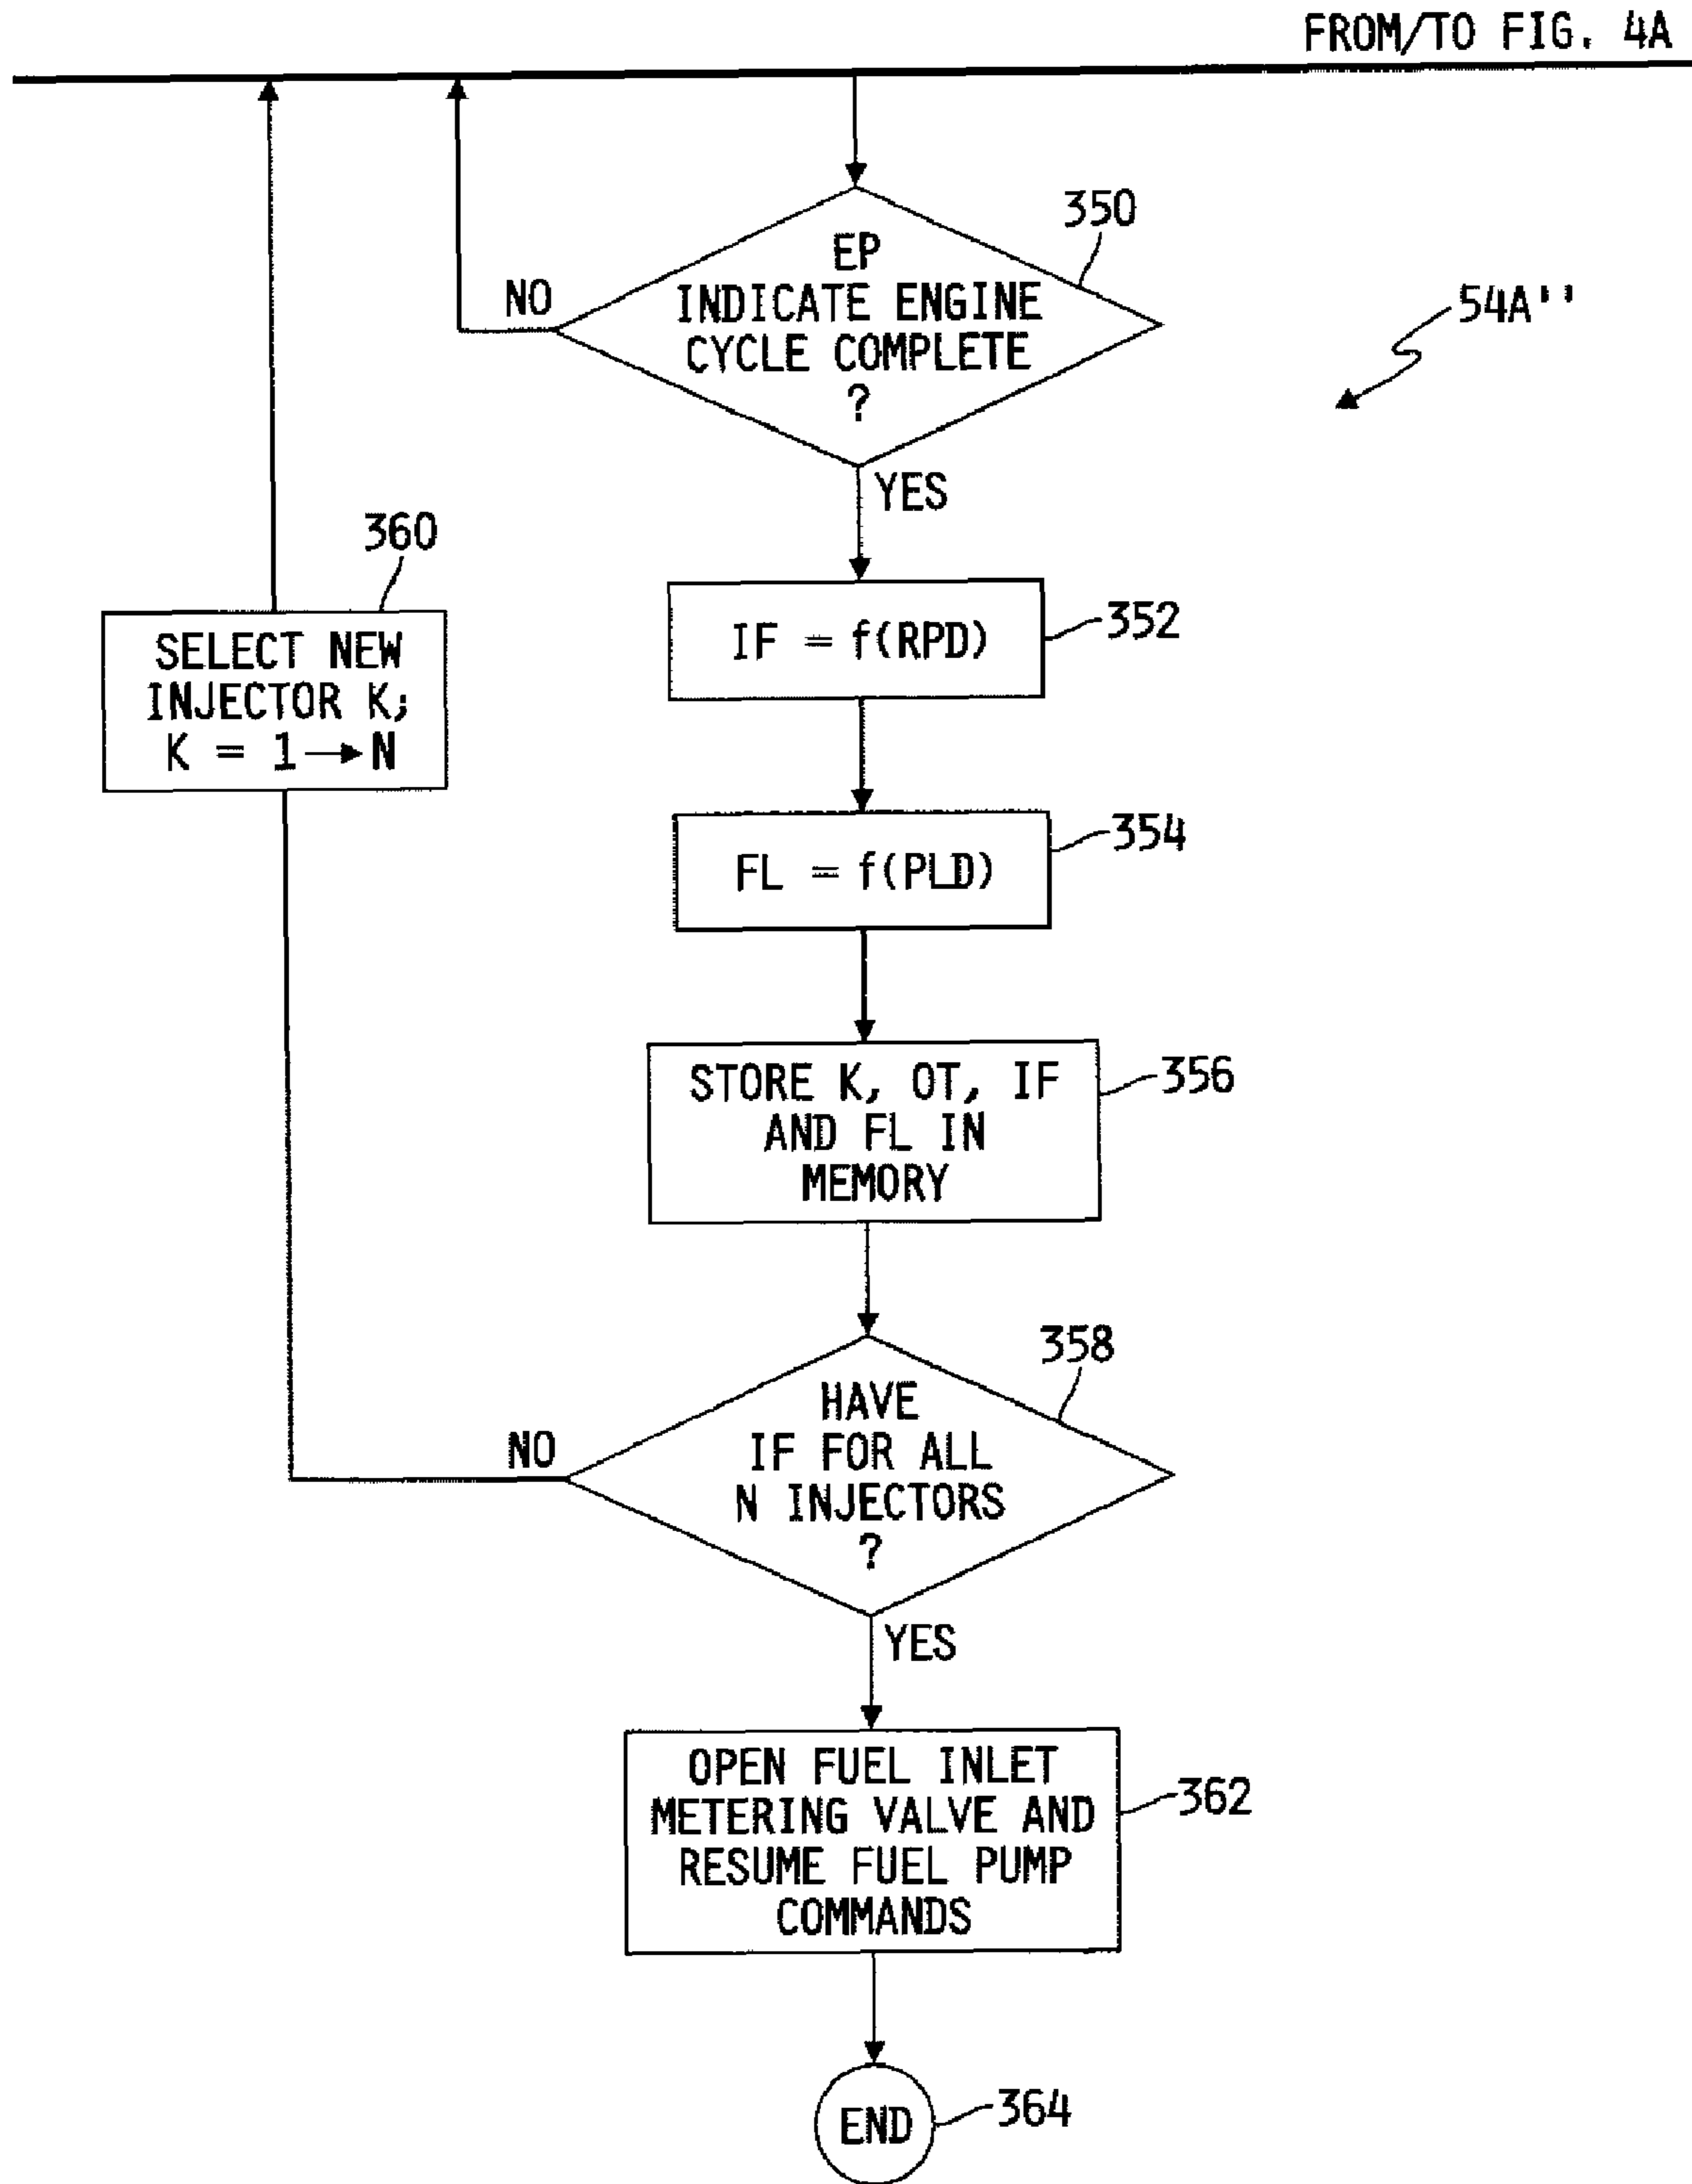 FROM/TO FIG. 4A
350
EP
INDICATE ENGINE
CYCLE COMPLETE
?
NO
54A''
YES
360
SELECT NEW
INJECTOR K;
K = 1→N
IF = f(RPD)
352
FL = f(PLD)
354
STORE K, OT, IF
AND FL IN
MEMORY
356
358
HAVE
IF FOR ALL
N INJECTORS
?
NO
YES
OPEN FUEL INLET
METERING VALVE AND
RESUME FUEL PUMP
COMMANDS
362
END
364